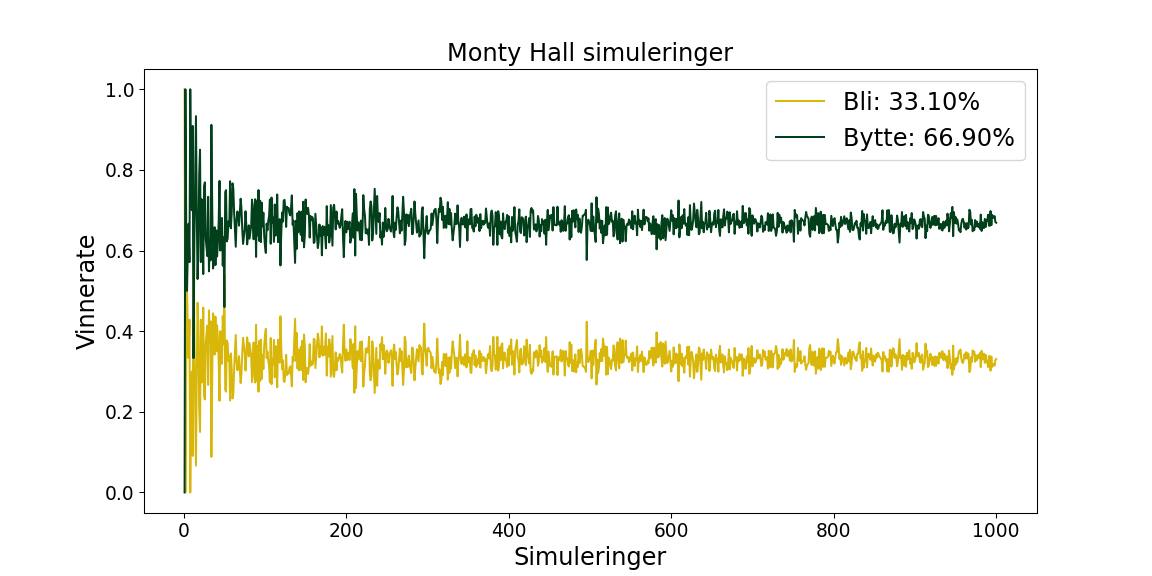 Monty Hall simuleringer
Bli: 33.10%
Bytte: 66.90%
Vinnerate
1.0
0.8
0.6
0.4
0.2
0.0
0 200 400 600 800 1000
Simuleringer